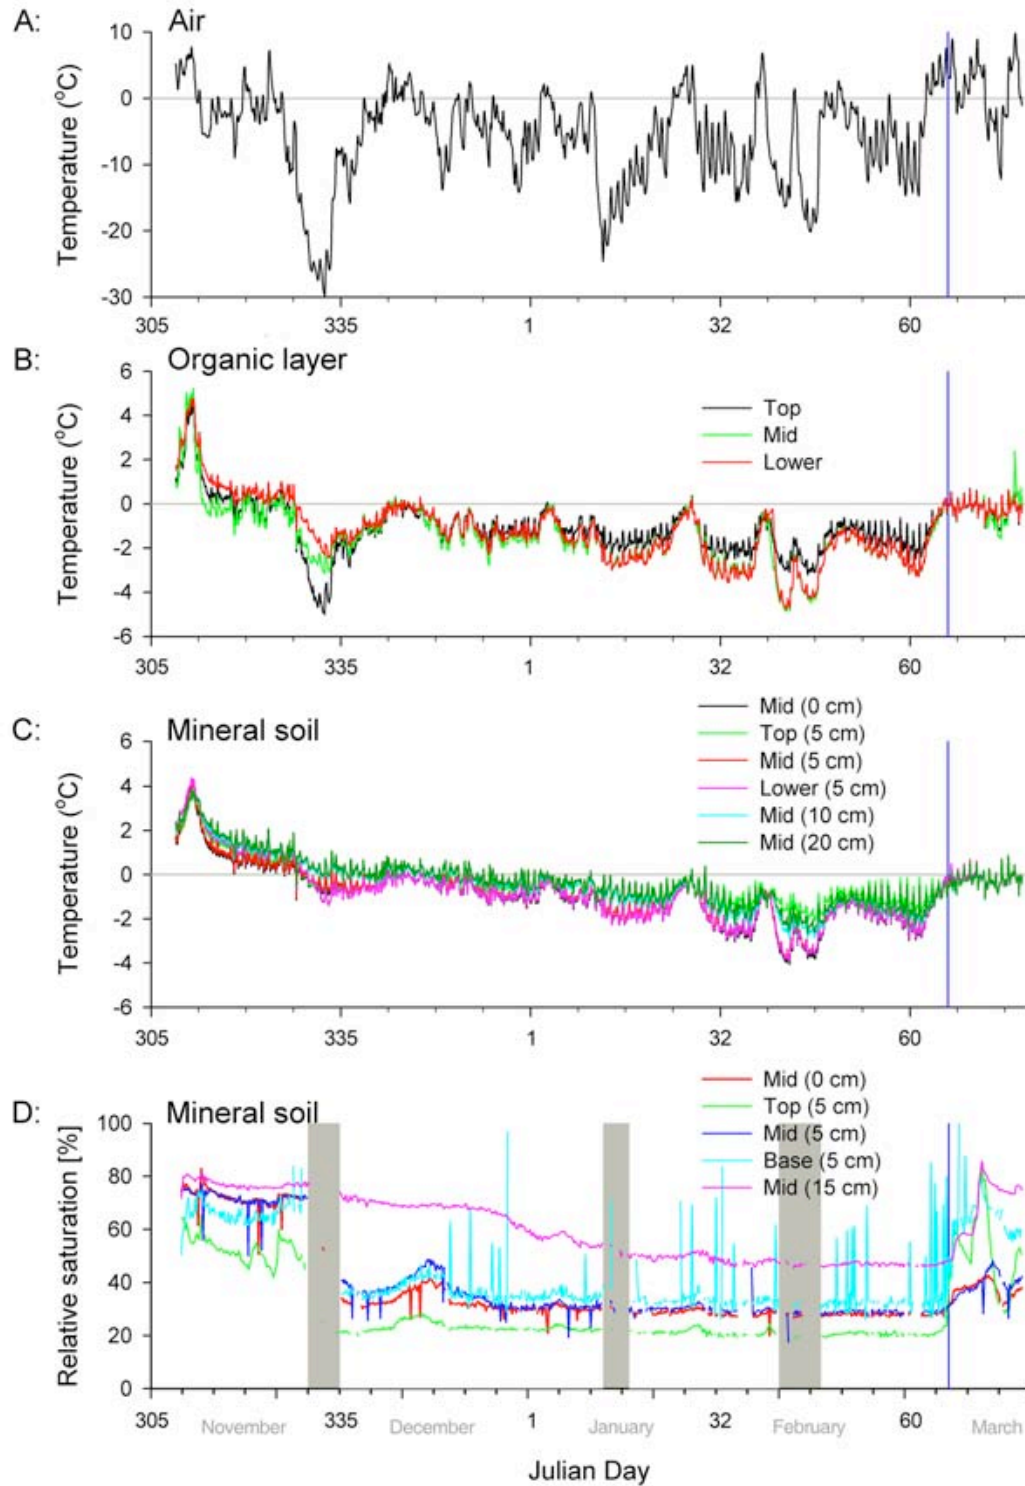 A: Air
Temperature (°C)
10
0
-10
-20
-30
305 335 1 32 60
B: Organic layer
Temperature (°C)
6
4
2
0
-2
-4
-6
Top
Mid
Lower
305 335 1 32 60
C: Mineral soil
Temperature (°C)
6
4
2
0
-2
-4
-6
Mid (0 cm)
Top (5 cm)
Mid (5 cm)
Lower (5 cm)
Mid (10 cm)
Mid (20 cm)
305 335 1 32 60
D: Mineral soil
Relative saturation [%]
100
80
60
40
20
0
Mid (0 cm)
Top (5 cm)
Mid (5 cm)
Base (5 cm)
Mid (15 cm)
305 335 1 32 60
November December January February March
Julian Day